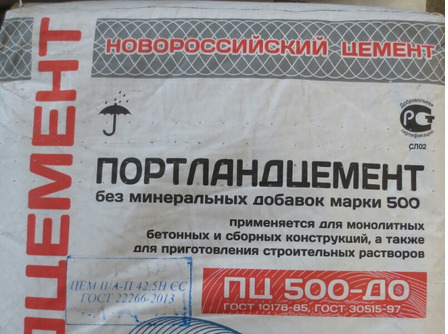 НОВОРОССИЙСКИЙ ЦЕМЕНТ
ЦЕМЕНТ
Добровольная
РСТ
сертификация
СЛ02
ПОРТЛАНДЦЕМЕНТ
без минеральных добавок марки 500
применяется для монолитных
бетонных и сборных конструкций, а также
для приготовления строительных растворов
ЦЕМ II/А-П 42,5Н СС
ГОСТ 22266-2013
ПЦ 500-Д0
ГОСТ 10178-85, ГОСТ 30515-97